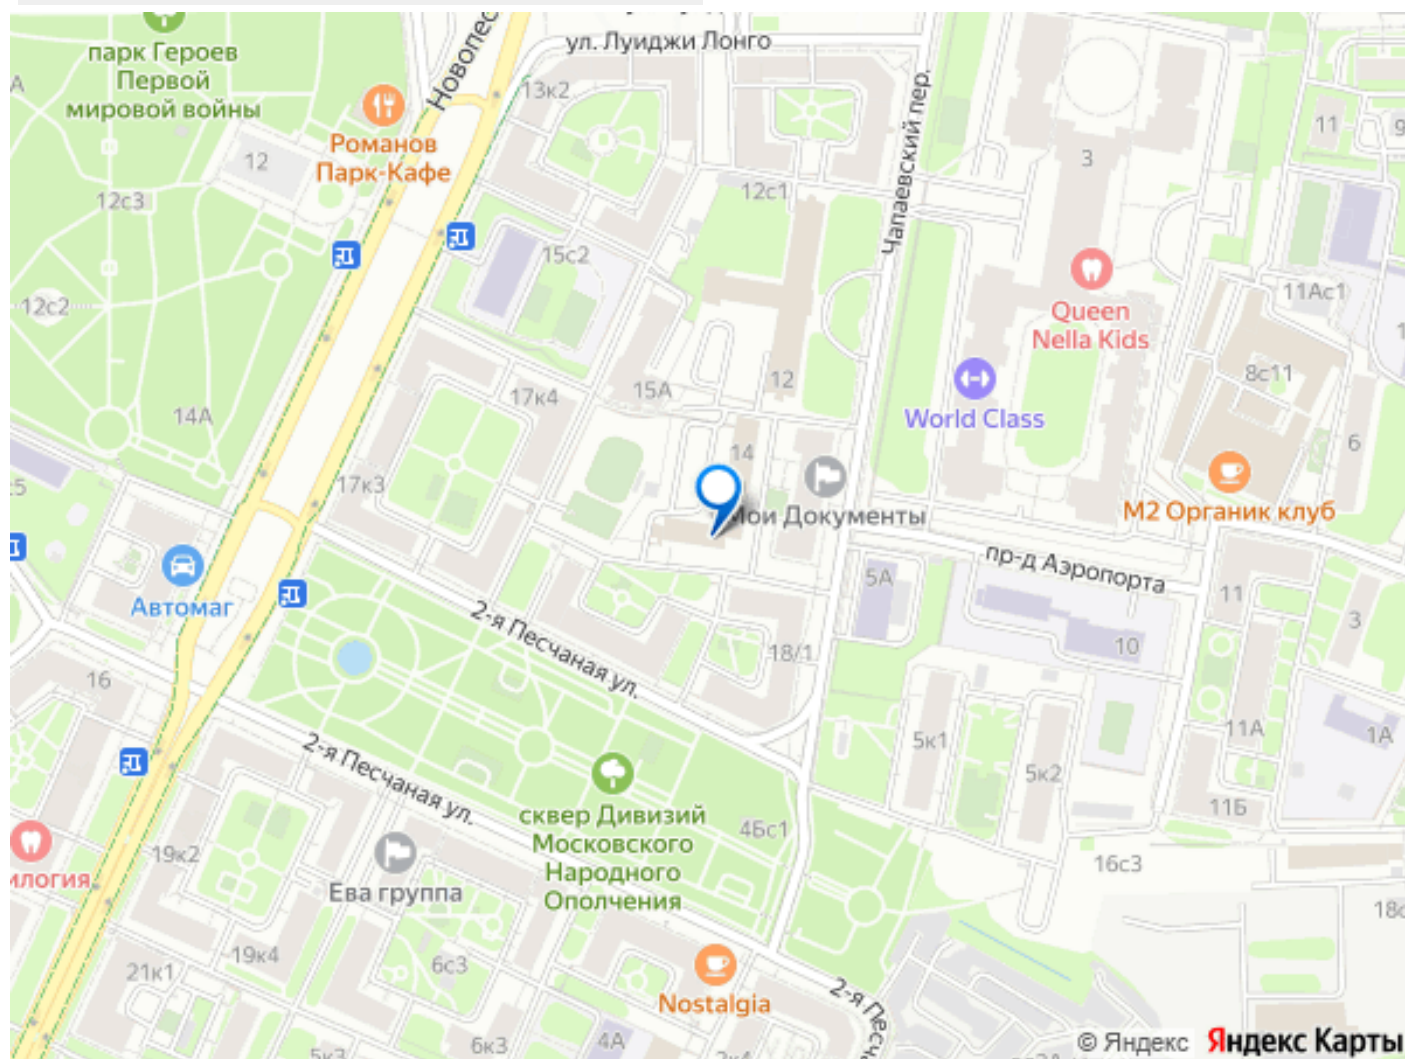 парк Героев
Первой
мировой войны
Романов
Парк-Кафе
ул. Луиджи Лонго
13к2
12
12с3
12с2
14А
15с2
12с1
Чапаевский пер.
3
11
9
Queen
Nella Kids
11Ас1
8с11
World Class
12
15А
17к4
14
6
17к3
Мои Документы
М2 Органик клуб
пр-д Аэропорта
5А
Автомаг
2-я Песчаная ул.
18/1
10
11
3
16
5к1
5к2
11А
1А
11Б
2-я Песчаная ул.
сквер Дивизий
Московского
Народного
Ополчения
4Бс1
16с3
19к2
Ева группа
19к4
21к1
6с3
Nostalgia
4А
6к3
5к3
© Яндекс Яндекс Карты